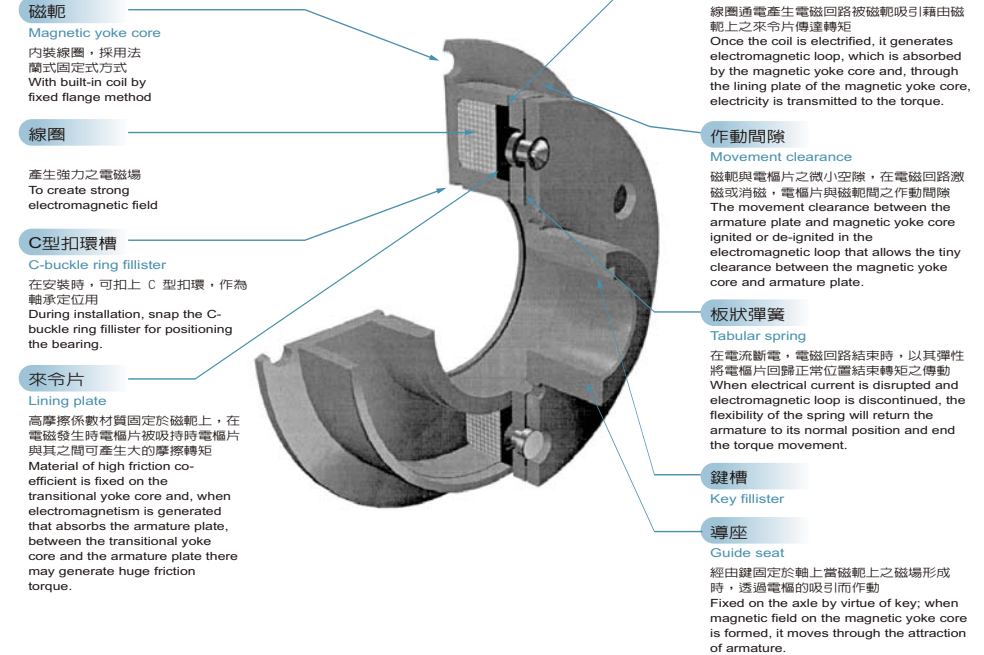 磁軛
Magnetic yoke core
內裝線圈，採用法
蘭式固定式方式
With built-in coil by
fixed flange method
線圈
產生強力之電磁場
To create strong
electromagnetic field
C型扣環槽
C-buckle ring fillister
在安裝時，可扣上 C 型扣環，作為
軸承定位用
During installation, snap the C-
buckle ring fillister for positioning
the bearing.
來令片
Lining plate
高摩擦係數材質固定於磁軛上，在
電磁發生時電樞片被吸持時電樞片
與其之間可產生大的摩擦轉矩
Material of high friction co-
efficient is fixed on the
transitional yoke core and, when
electromagnetism is generated
that absorbs the armature plate,
between the transitional yoke
core and the armature plate there
may generate huge friction
torque.
線圈通電產生電磁回路被磁軛吸引藉由磁
軛上之來令片傳達轉矩
Once the coil is electrified, it generates
electromagnetic loop, which is absorbed
by the magnetic yoke core and, through
the lining plate of the magnetic yoke core,
electricity is transmitted to the torque.
作動間隙
Movement clearance
磁軛與電樞片之微小空隙，在電磁回路激
磁或消磁，電樞片與磁軛間之作動間隙
The movement clearance between the
armature plate and magnetic yoke core
ignited or de-ignited in the
electromagnetic loop that allows the tiny
clearance between the magnetic yoke
core and armature plate.
板狀彈簧
Tabular spring
在電流斷電，電磁回路結束時，以其彈性
將電樞片回歸正常位置結束轉矩之傳動
When electrical current is disrupted and
electromagnetic loop is discontinued, the
flexibility of the spring will return the
armature to its normal position and end
the torque movement.
鍵槽
Key fillister
導座
Guide seat
經由鍵固定於軸上當磁軛上之磁場形成
時，透過電樞的吸引而作動
Fixed on the axle by virtue of key; when
magnetic field on the magnetic yoke core
is formed, it moves through the attraction
of armature.